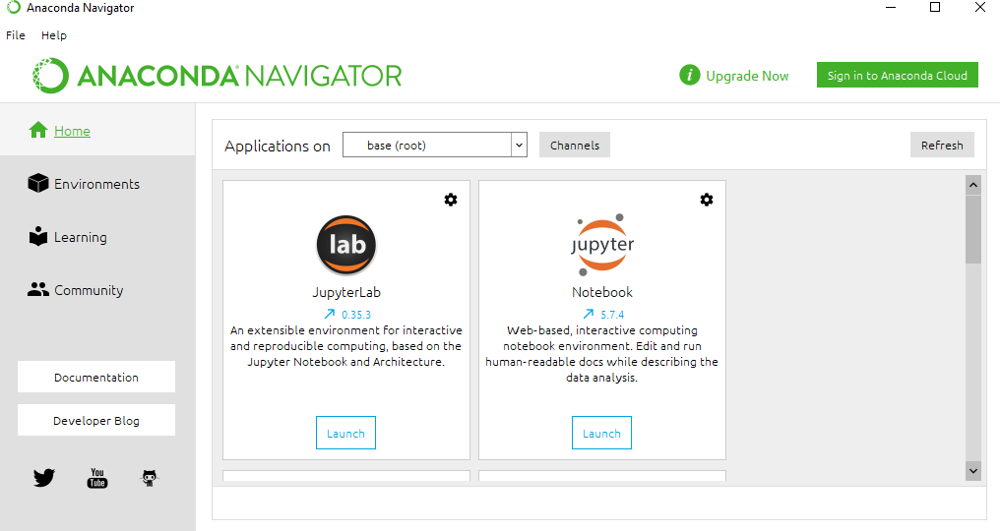 Anaconda Navigator
File Help
ANACONDA NAVIGATOR
i Upgrade Now
Sign in to Anaconda Cloud
Home
Environments
Learning
Community
Documentation
Developer Blog
You
Tube
Applications on
base (root)
Channels
Refresh
lab
JupyterLab
0.35.3
An extensible environment for interactive
and reproducible computing, based on the
Jupyter Notebook and Architecture.
Launch
jupyter
Notebook
5.7.4
Web-based, interactive computing
notebook environment. Edit and run
human-readable docs while describing the
data analysis.
Launch